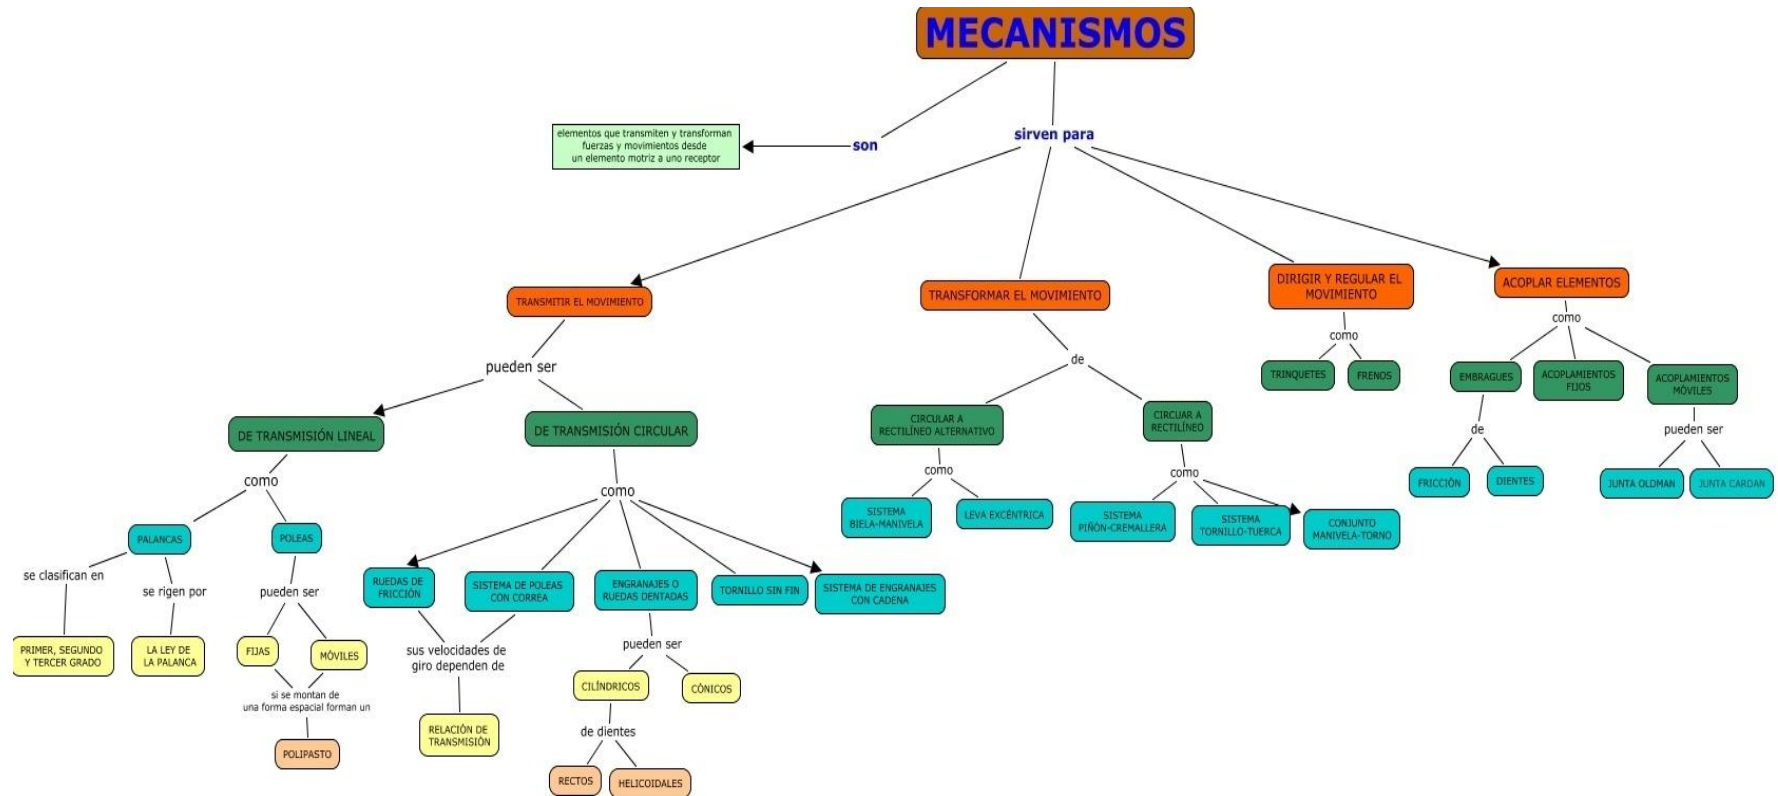 MECANISMOS
elementos que transmiten y transforman
fuerzas y movimientos desde
un elemento motriz a uno receptor
son
sirven para
TRANSMITIR EL MOVIMIENTO
TRANSFORMAR EL MOVIMIENTO
DIRIGIR Y REGULAR EL
MOVIMIENTO
ACOPLAR ELEMENTOS
pueden ser
de
como
como
DE TRANSMISIÓN LINEAL
DE TRANSMISIÓN CIRCULAR
CIRCULAR A
RECTILÍNEO ALTERNATIVO
CIRCUAR A
RECTILÍNEO
TRINQUETES
FRENOS
EMBRAGUES
ACOPLAMIENTOS
FIJOS
ACOPLAMIENTOS
MÓVILES
como
como
como
como
de
pueden ser
PALANCAS
POLEAS
RUEDAS DE
FRICCIÓN
SISTEMA DE POLEAS
CON CORREA
ENGRANAJES O
RUEDAS DENTADAS
TORNILLO SIN FIN
SISTEMA DE ENGRANAJES
CON CADENA
SISTEMA
BIELA-MANIVELA
LEVA EXCÉNTRICA
SISTEMA
PIÑÓN-CREMALLERA
SISTEMA
TORNILLO-TUERCA
CONJUNTO
MANIVELA-TORNO
FRICCIÓN
DIENTES
JUNTA OLDMAN
JUNTA CARDAN
se clasifican en
se rigen por
pueden ser
sus velocidades de
giro dependen de
pueden ser
PRIMER, SEGUNDO
Y TERCER GRADO
LA LEY DE
LA PALANCA
FIJAS
MÓVILES
si se montan de
una forma espacial forman un
POLIPASTO
RELACIÓN DE
TRANSMISIÓN
CILÍNDRICOS
CÓNICOS
de dientes
RECTOS
HELICOIDALES